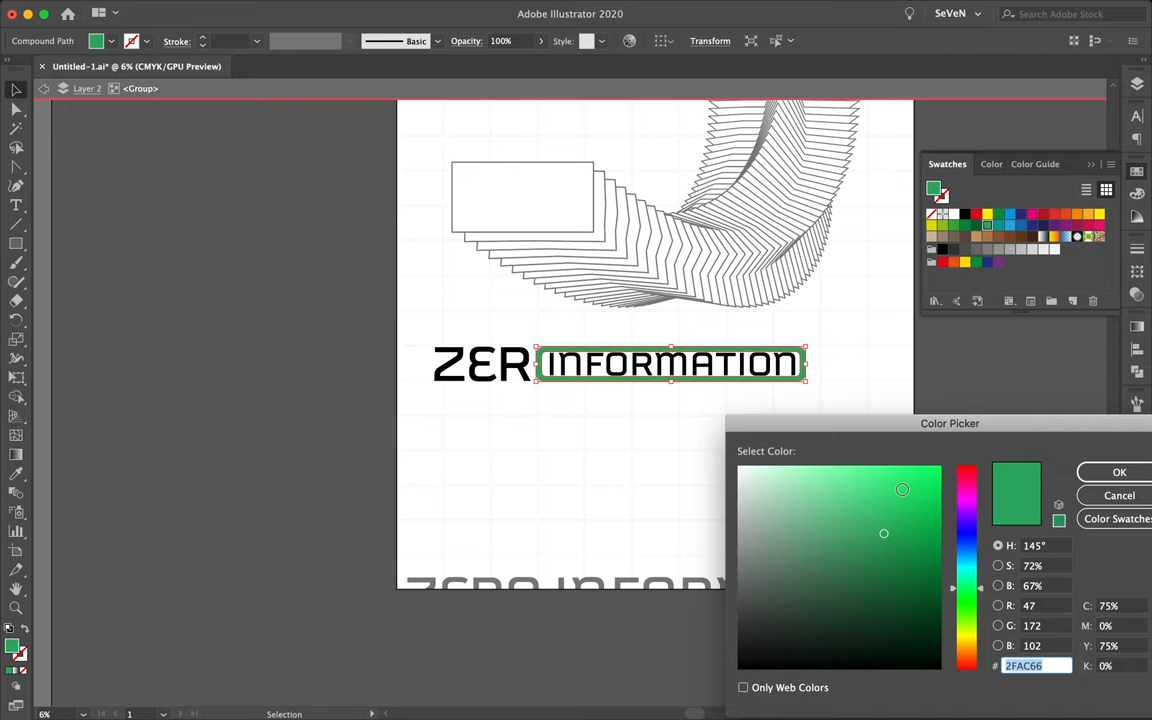 Adobe Illustrator 2020
SeVeN
Search Adobe Stock
Compound Path
Stroke:
Basic
Opacity: 100%
Style:
Transform
Untitled-1.ai* @ 6% (CMYK/GPU Preview)
Layer 2
<Group>
Swatches
Color
Color Guide
ZER
INFORMATION
Color Picker
Select Color:
OK
Cancel
Color Swatches
H: 145°
S: 72%
B: 67%
R: 47
C: 75%
G: 172
M: 0%
B: 102
Y: 75%
# 2FAC66
K: 0%
Only Web Colors
6%
1
Selection